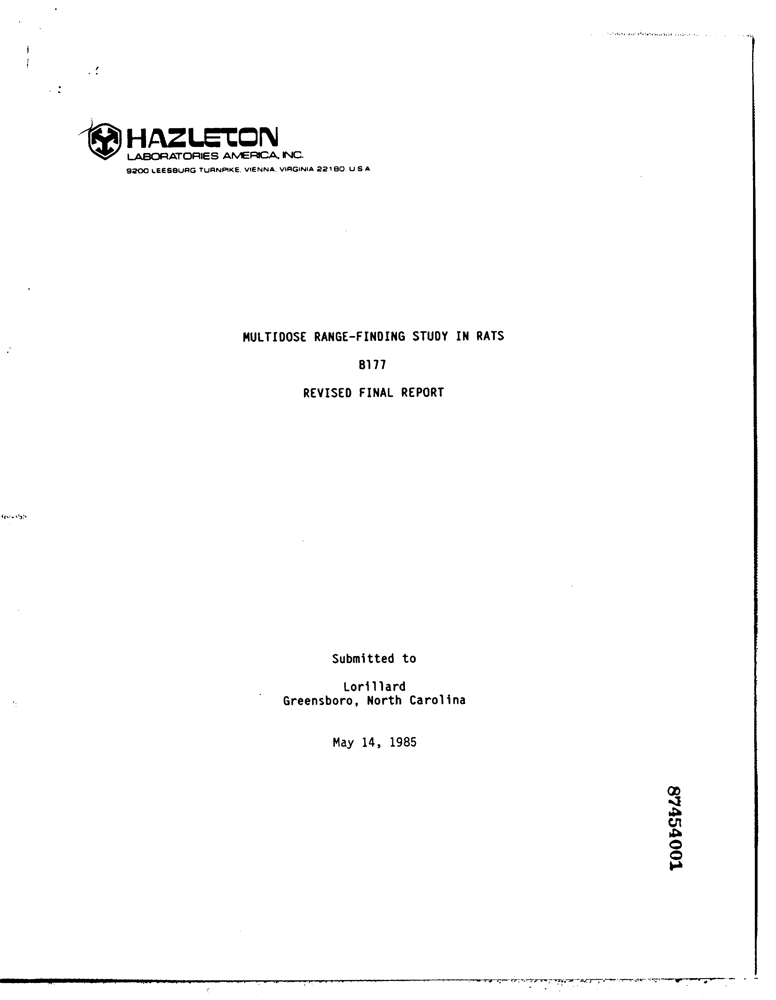 HAZLETON
LABORATORIES AMERICA, INC.
9200 LEESBURG TURNPIKE, VIENNA, VIRGINIA 22180 U S A
MULTIDOSE RANGE-FINDING STUDY IN RATS
B177
REVISED FINAL REPORT
Submitted to
Lorillard
Greensboro, North Carolina
May 14, 1985
87454001